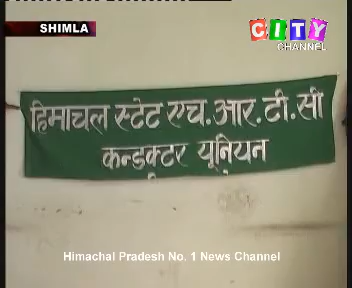 SHIMLA
CITY
CHANNEL
हिमाचल स्टेट एच.आर.टी.सी
कन्डक्टर यूनियन
Himachal Pradesh No. 1 News Channel